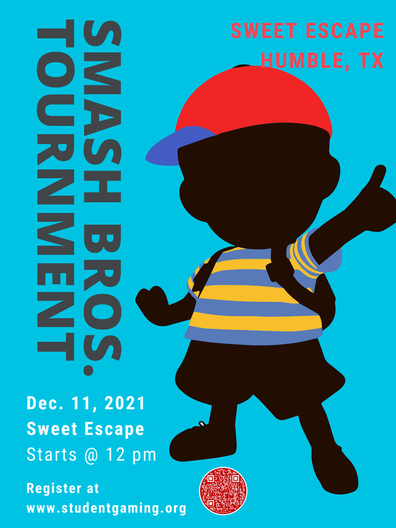 SWEET ESCAPE
HUMBLE, TX
SMASH BROS.
TOURNMENT
Dec. 11, 2021
Sweet Escape
Starts @ 12 pm
Register at
www.studentgaming.org